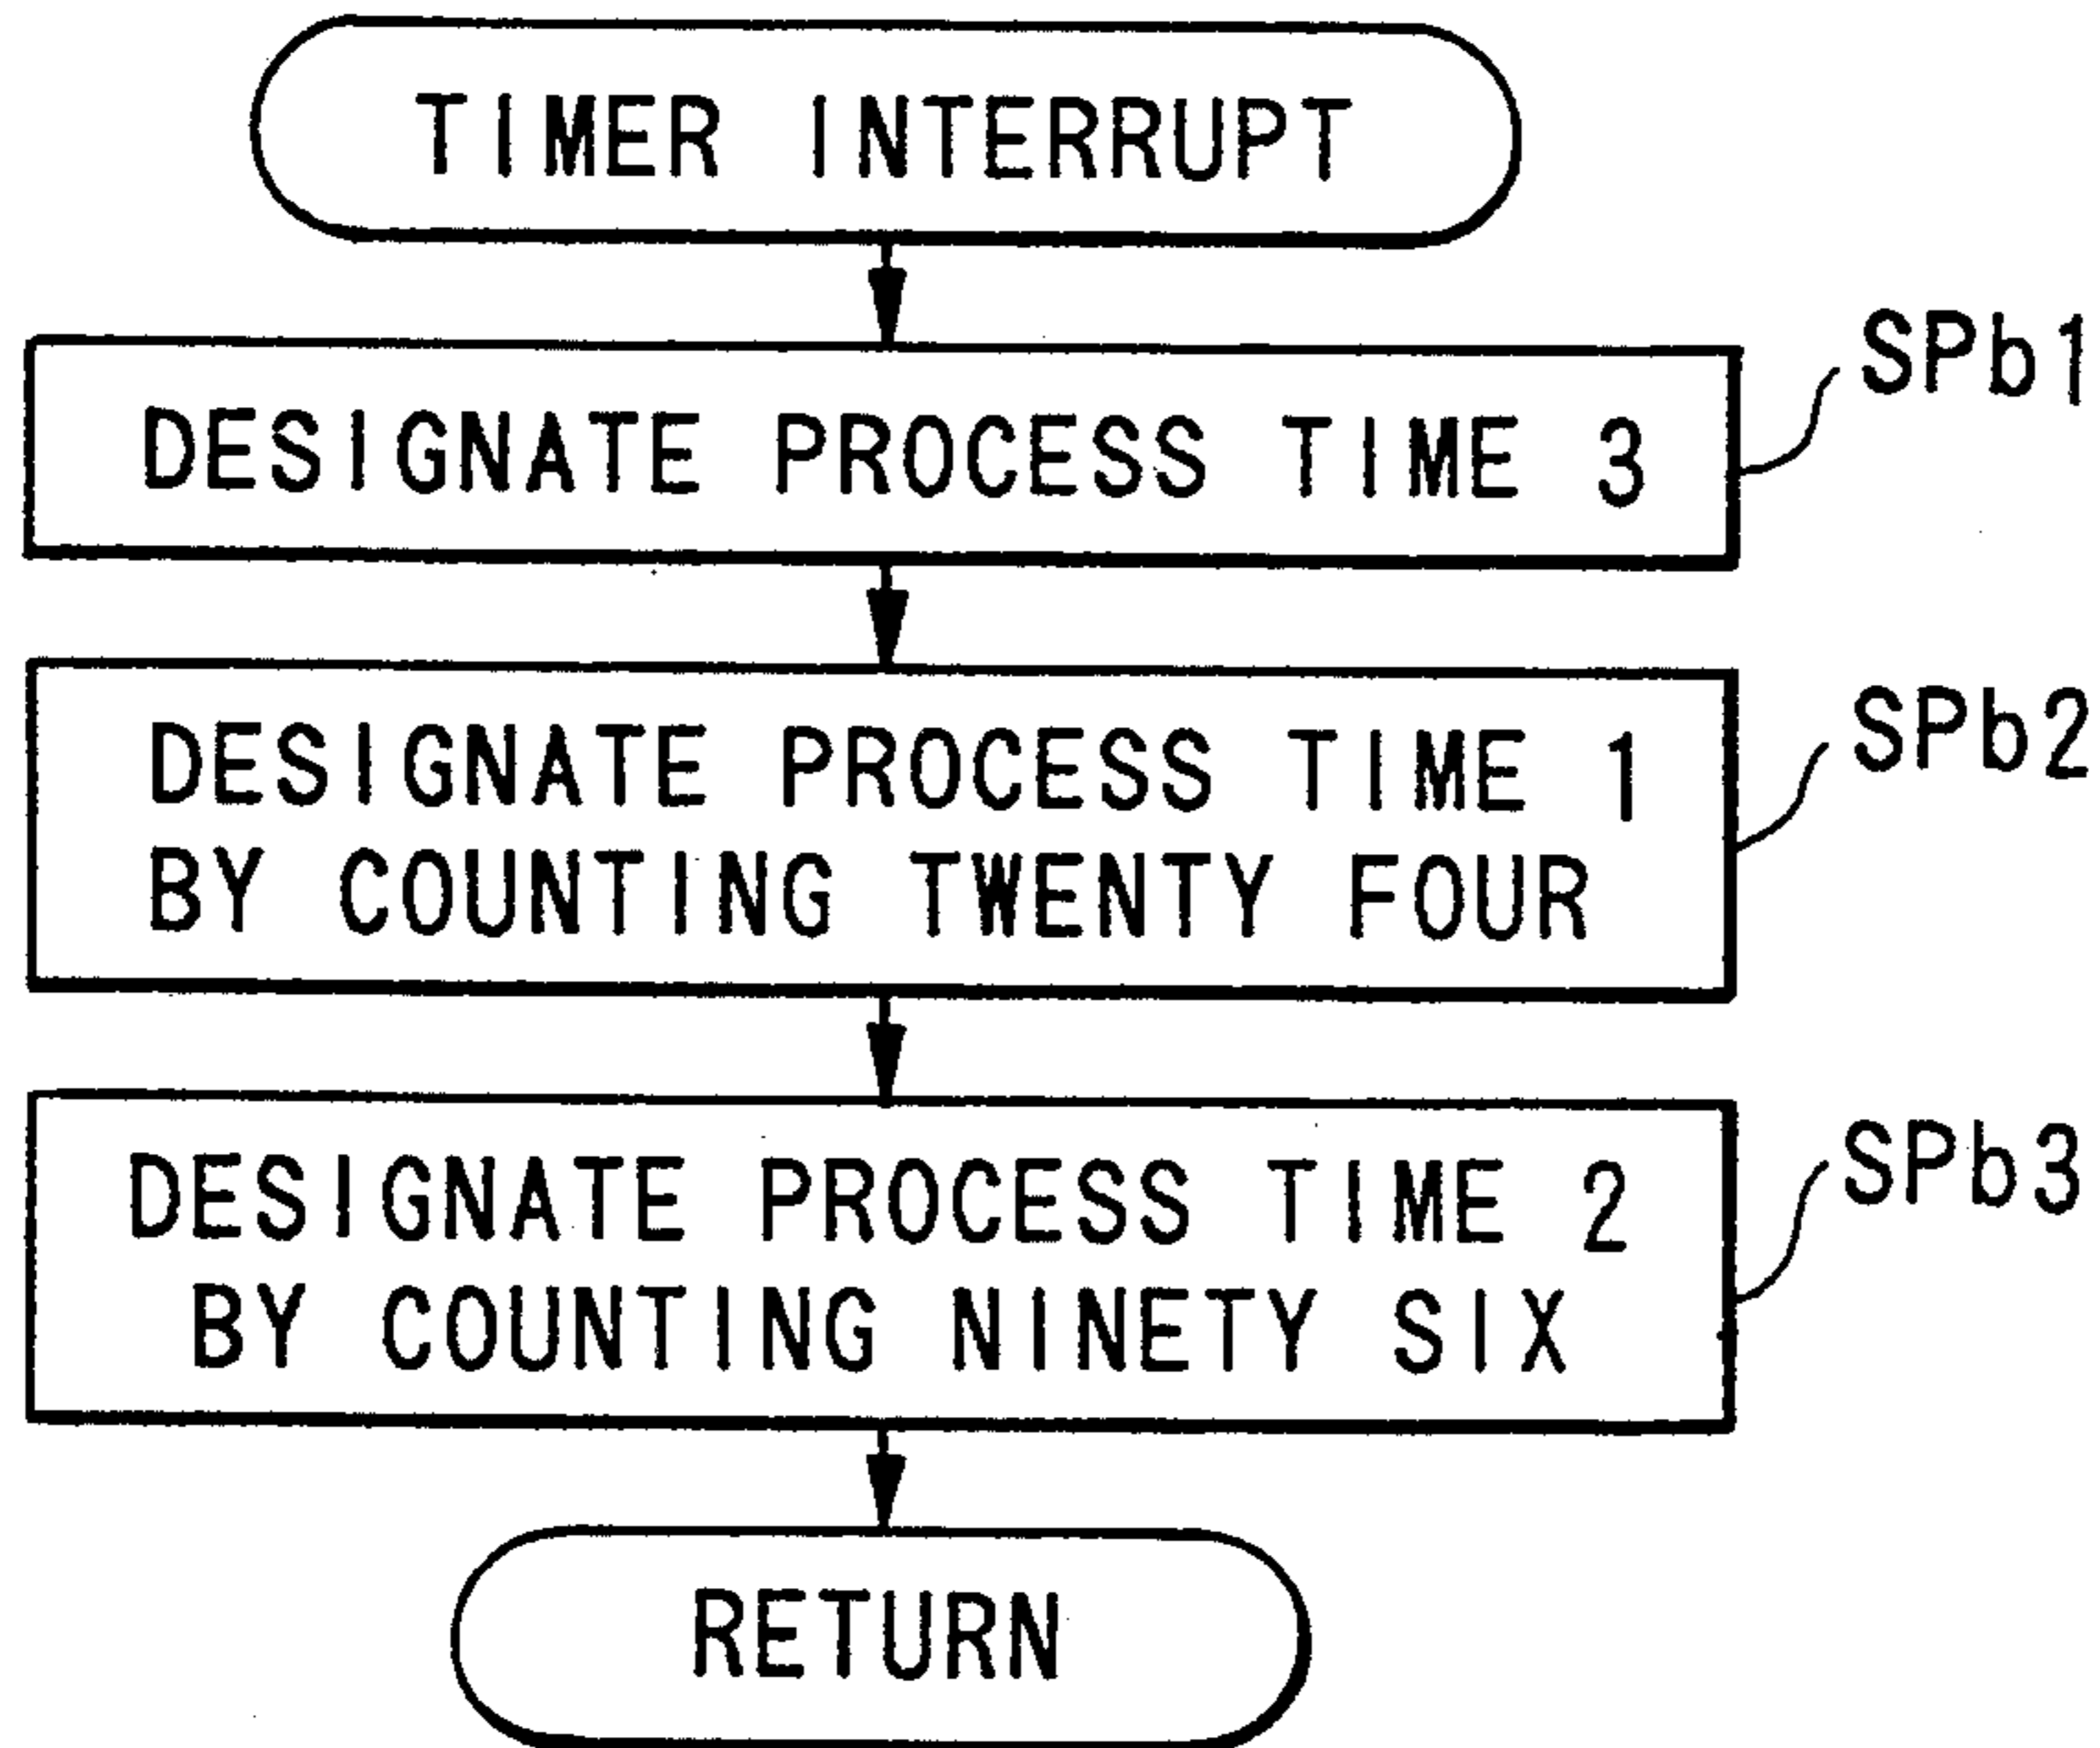 TIMER INTERRUPT
SPb1
DESIGNATE PROCESS TIME 3
SPb2
DESIGNATE PROCESS TIME 1
BY COUNTING TWENTY FOUR
SPb3
DESIGNATE PROCESS TIME 2
BY COUNTING NINETY SIX
RETURN